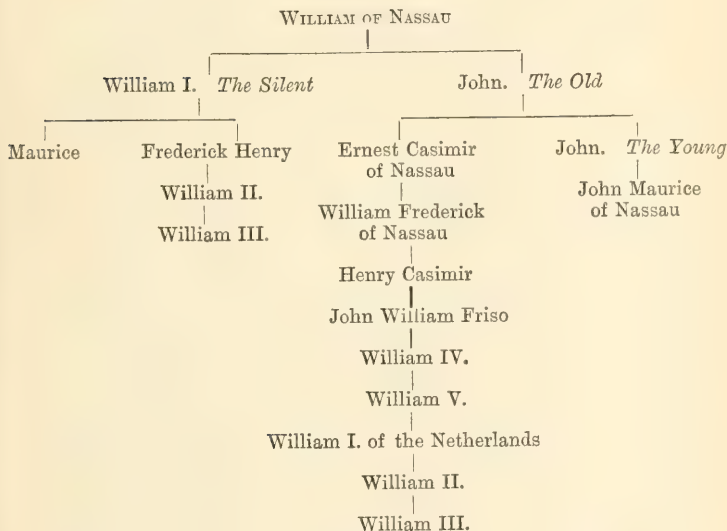 WILLIAM OF NASSAU
William I. The Silent John. The Old
Maurice Frederick Henry Ernest Casimir John. The Young
of Nassau
William II. John Maurice
of Nassau
William III. William Frederick
of Nassau
Henry Casimir
John William Friso
William IV.
William V.
William I. of the Netherlands
William II.
William III.